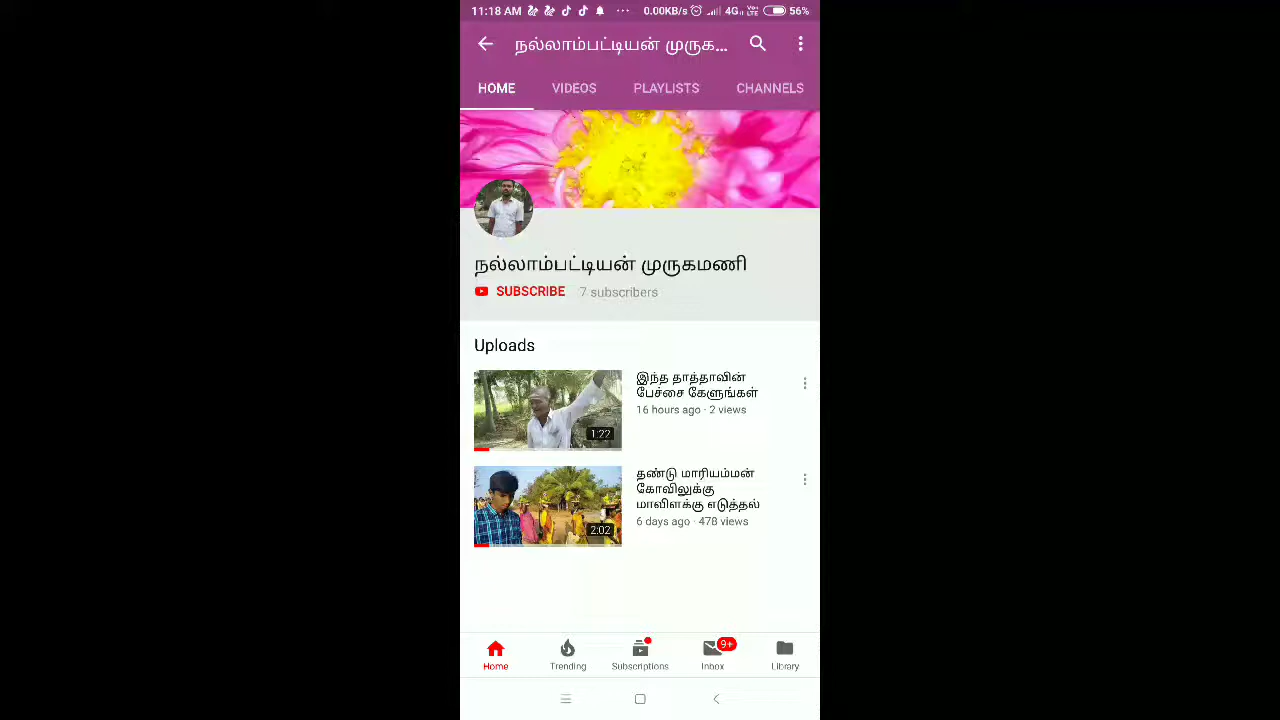 11:18 AM ... 0.00KB/s 4G Vo LTE 56%
நல்லாம்பட்டியன் முருக...
HOME VIDEOS PLAYLISTS CHANNELS
நல்லாம்பட்டியன் முருகமணி
SUBSCRIBE 7 subscribers
Uploads
இந்த தாத்தாவின்
பேச்சை கேளுங்கள்
16 hours ago · 2 views
1:22
தண்டு மாரியம்மன்
கோவிலுக்கு
மாவிளக்கு எடுத்தல்
6 days ago · 478 views
2:02
9+
Home Trending Subscriptions Inbox Library